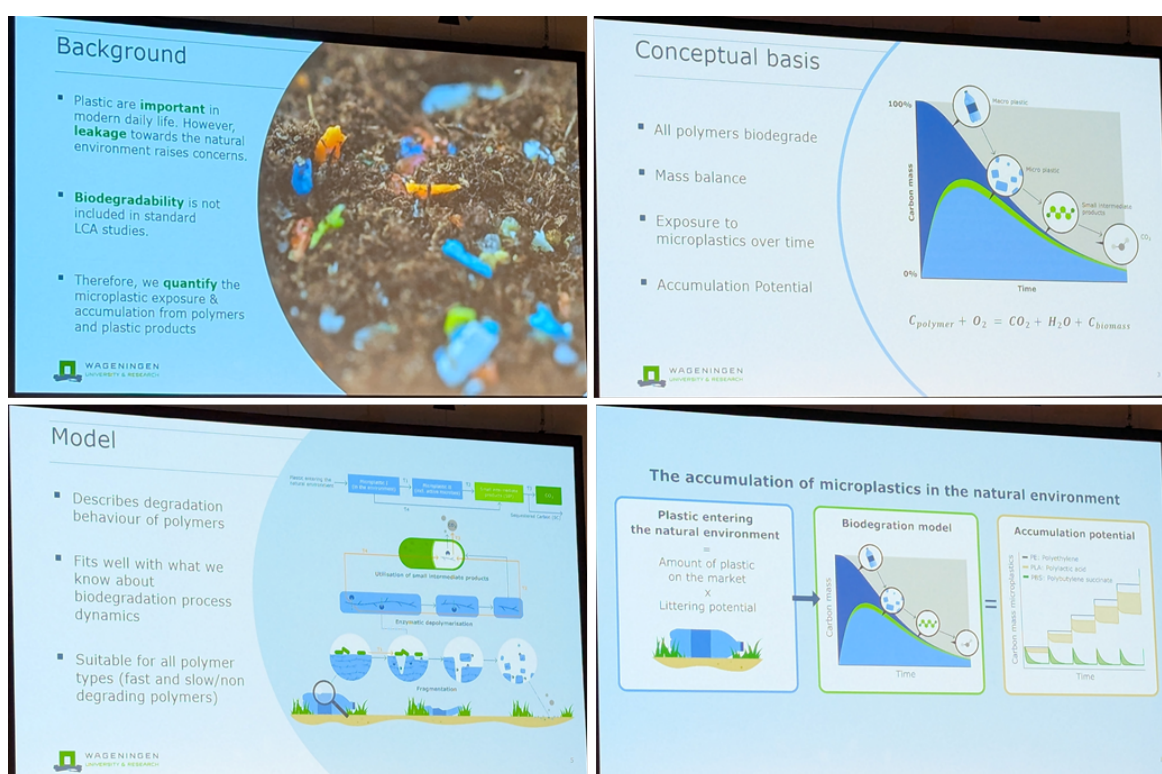 Background
Plastic are important in
modern daily life. However,
leakage towards the natural
environment raises concerns.
Biodegradability is not
included in standard
LCA studies.
Therefore, we quantify the
microplastic exposure &
accumulation from polymers
and plastic products
WAGENINGEN
UNIVERSITY & RESEARCH
Conceptual basis
All polymers biodegrade
Mass balance
Exposure to
microplastics over time
Accumulation Potential
100%
Carbon mass
0%
Time
Macro plastic
Micro plastic
Small intermediate
products
CO₂
C polymer + O₂ = CO₂ + H₂O + C biomass
WAGENINGEN
UNIVERSITY & RESEARCH
Model
Describes degradation
behaviour of polymers
Fits well with what we
know about
biodegradation process
dynamics
Suitable for all polymer
types (fast and slow/non
degrading polymers)
Plastic entering the
natural environment
Utilisation of small intermediate products
Enzymatic depolymerisation
Fragmentation
WAGENINGEN
UNIVERSITY & RESEARCH
The accumulation of microplastics in the natural environment
Plastic entering
the natural environment
=
Amount of plastic
on the market
x
Littering potential
Biodegration model
Carbon mass
Time
=
Accumulation potential
PE: Polyethylene
PLA: Polylactic acid
PBS: Polybutylene succinate
Carbon mass microplastics
Time